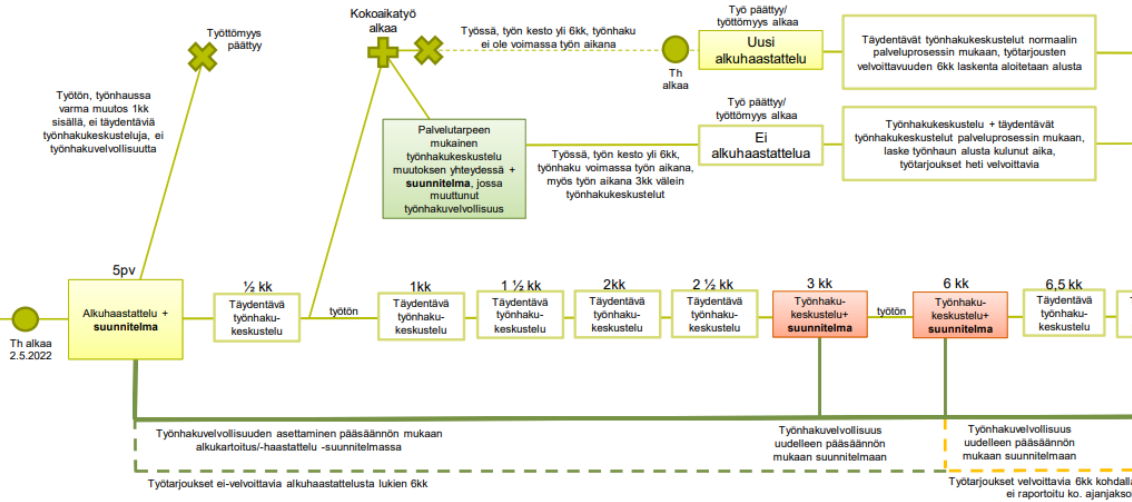 Työttömyys
päättyy
Työtön, työnhaussa
varma muutos 1kk
sisällä, ei täydentäviä
työnhakukeskusteluja, ei
työnhakuvelvollisuutta
Kokoaikatyö
alkaa
Työssä, työn kesto yli 6kk, työnhaku
ei ole voimassa työn aikana
Th
alkaa
Työ päättyy/
työttömyys alkaa
Uusi
alkuhaastattelu
Täydentävät työnhakukeskustelut normaalin
palveluprosessin mukaan, työtarjousten
velvoittavuuden 6kk laskenta aloitetaan alusta
Palvelutarpeen
mukainen
työnhakukeskustelu
muutoksen yhteydessä +
suunnitelma, jossa
muuttunut
työnhakuvelvollisuus
Työssä, työn kesto yli 6kk,
työnhaku voimassa työn aikana,
myös työn aikana 3kk välein
työnhakukeskustelut
Työ päättyy/
työttömyys alkaa
Ei
alkuhaastattelua
Työnhakukeskustelu + täydentävät
työnhakukeskustelut palveluprosessin mukaan,
laske työnhaun alusta kulunut aika,
työtarjoukset heti velvoittavia
Th alkaa
2.5.2022
5pv
Alkuhaastattelu +
suunnitelma
½ kk
Täydentävä
työnhaku-
keskustelu
työtön
1kk
Täydentävä
työnhaku-
keskustelu
1 ½ kk
Täydentävä
työnhaku-
keskustelu
2kk
Täydentävä
työnhaku-
keskustelu
2 ½ kk
Täydentävä
työnhaku-
keskustelu
3 kk
Työnhaku-
keskustelu+
suunnitelma
työtön
6 kk
Työnhaku-
keskustelu+
suunnitelma
6,5 kk
Täydentävä
työnhaku-
keskustelu
Työnhakuvelvollisuuden asettaminen pääsäännön mukaan
alkukartoitus/-haastattelu -suunnitelmassa
Työnhakuvelvollisuus
uudelleen pääsäännön
mukaan suunnitelmaan
Työnhakuvelvollisuus
uudelleen pääsäännön
mukaan suunnitelmaan
Työtarjoukset ei-velvoittavia alkuhaastattelusta lukien 6kk
Työtarjoukset velvoittavia 6kk kohdalla
ei raportoitu ko. ajanjakso